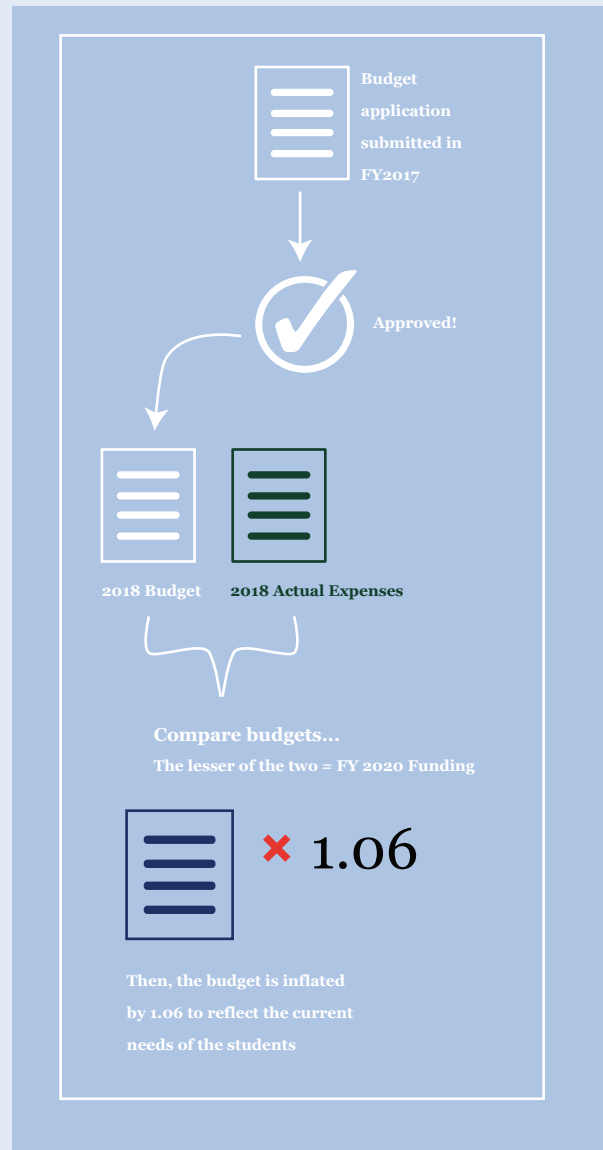 Budget
application
submitted in
FY2017
Approved!
2018 Budget
2018 Actual Expenses
Compare budgets...
The lesser of the two = FY 2020 Funding
× 1.06
Then, the budget is inflated
by 1.06 to reflect the current
needs of the students